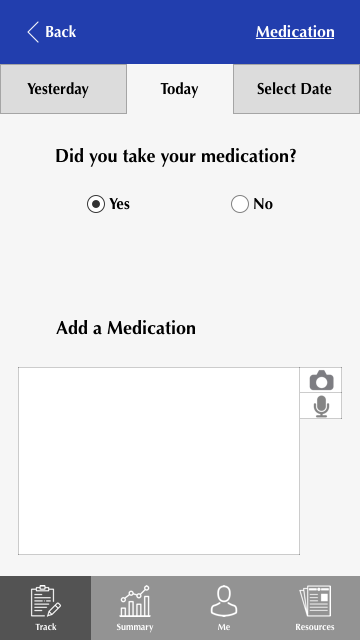 Back Medication
Yesterday Today Select Date
Did you take your medication?
Yes No
Add a Medication
Track Summary Me Resources